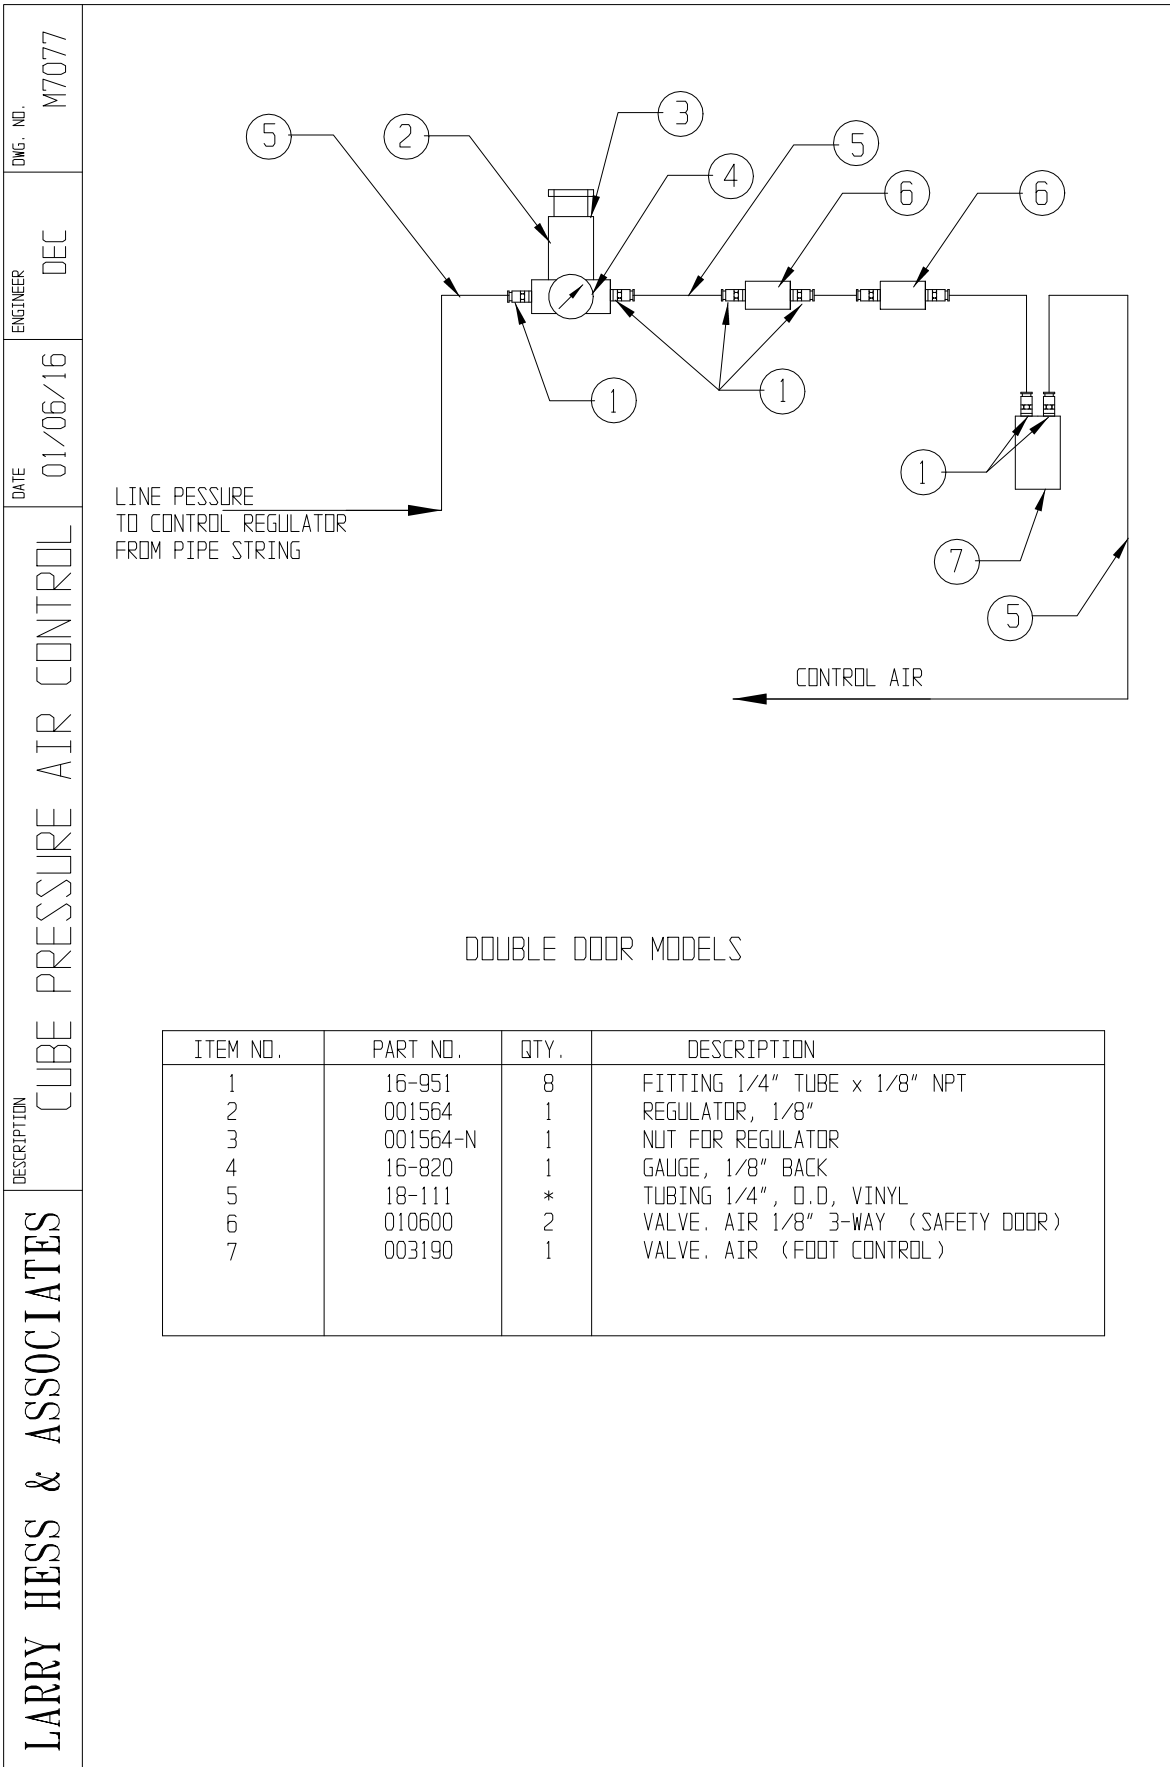 DWG. NO.
M7077
ENGINEER
DEC
DATE
01/06/16
DESCRIPTION
CUBE PRESSURE AIR CONTROL
LARRY HESS & ASSOCIATES
5
2
3
4
5
6
6
1
1
1
7
5
LINE PESSURE
TO CONTROL REGULATOR
FROM PIPE STRING
CONTROL AIR
DOUBLE DOOR MODELS
ITEM NO. PART NO. QTY. DESCRIPTION
1 16-951 8 FITTING 1/4" TUBE x 1/8" NPT
2 001564 1 REGULATOR, 1/8"
3 001564-N 1 NUT FOR REGULATOR
4 16-820 1 GAUGE, 1/8" BACK
5 18-111 * TUBING 1/4", O.D, VINYL
6 010600 2 VALVE. AIR 1/8" 3-WAY (SAFETY DOOR)
7 003190 1 VALVE. AIR (FOOT CONTROL)